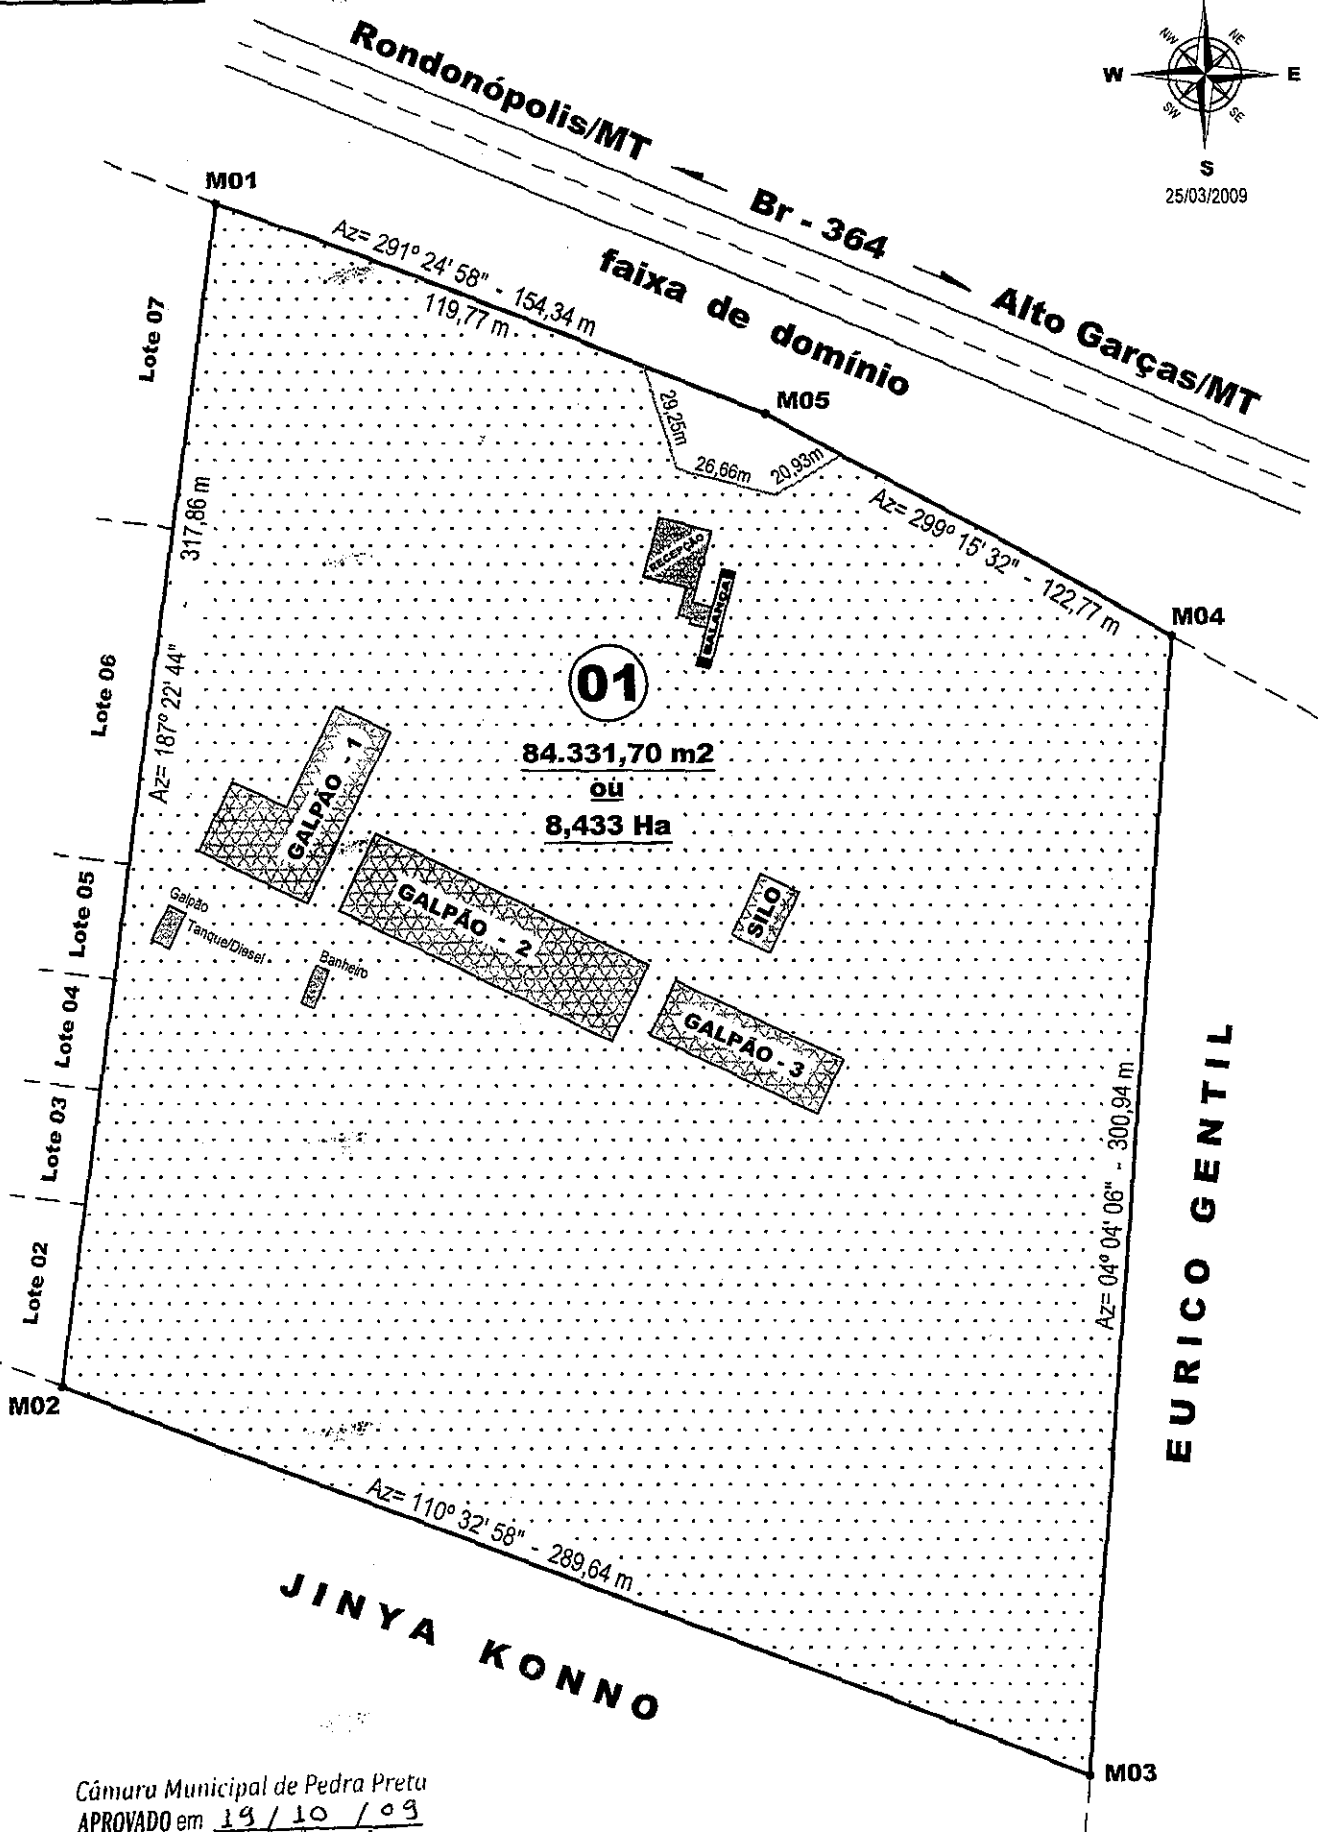 NW
NE
W
E
SW
SE
S
25/03/2009
Rondonópolis/MT
Br - 364
Alto Garças/MT
faixa de domínio
M01
Az= 291º 24' 58" - 154,34 m
119,77 m
M05
29,25m
26,66m
20,93m
Az= 299º 15' 32" - 122,77 m
M04
Lote 07
317,86 m
-
Az= 187º 22' 44"
Lote 06
RECEPÇÃO
BALANÇA
01
84.331,70 m2
ou
8,433 Ha
GALPÃO - 1
GALPÃO - 2
SILO
GALPÃO - 3
Lote 05
Galpão
Tanque/Diesel
Banheiro
Lote 04
Lote 03
Lote 02
Az= 04º 04' 06" - 300,94 m
EURICO GENTIL
M02
Az= 110º 32' 58" - 289,64 m
JINYA KONNO
M03
Câmara Municipal de Pedra Preta
APROVADO em 19 / 10 / 09